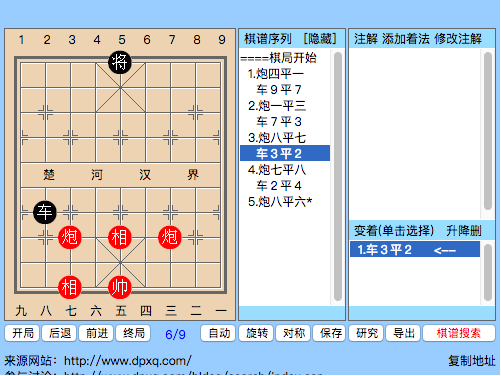 1 2 3 4 5 6 7 8 9
将
楚 河 汉 界
车
炮 相 炮
相 帅
九 八 七 六 五 四 三 二 一
棋谱序列 [隐藏]
====棋局开始
1.炮四平一
车９平７
2.炮一平三
车７平３
3.炮八平七
车３平２
4.炮七平八
车２平４
5.炮八平六*
注解 添加着法 修改注解
变着(单击选择) 升降删
1.车３平２ <--
开局 后退 前进 终局 6/9 自动 旋转 对称 保存 研究 导出 棋谱搜索
来源网站： http://www.dpxq.com/ 复制地址